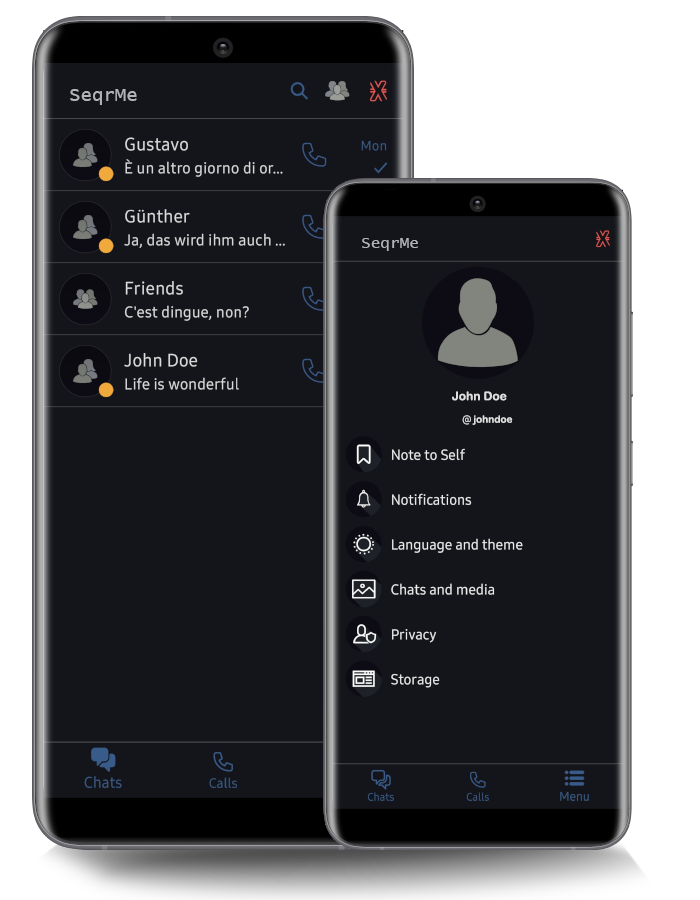 SeqrMe
Gustavo
È un altro giorno di or...
Mon
Günther
Ja, das wird ihm auch ...
Friends
C'est dingue, non?
John Doe
Life is wonderful
Chats
Calls
SeqrMe
John Doe
@johndoe
Note to Self
Notifications
Language and theme
Chats and media
Privacy
Storage
Chats
Calls
Menu